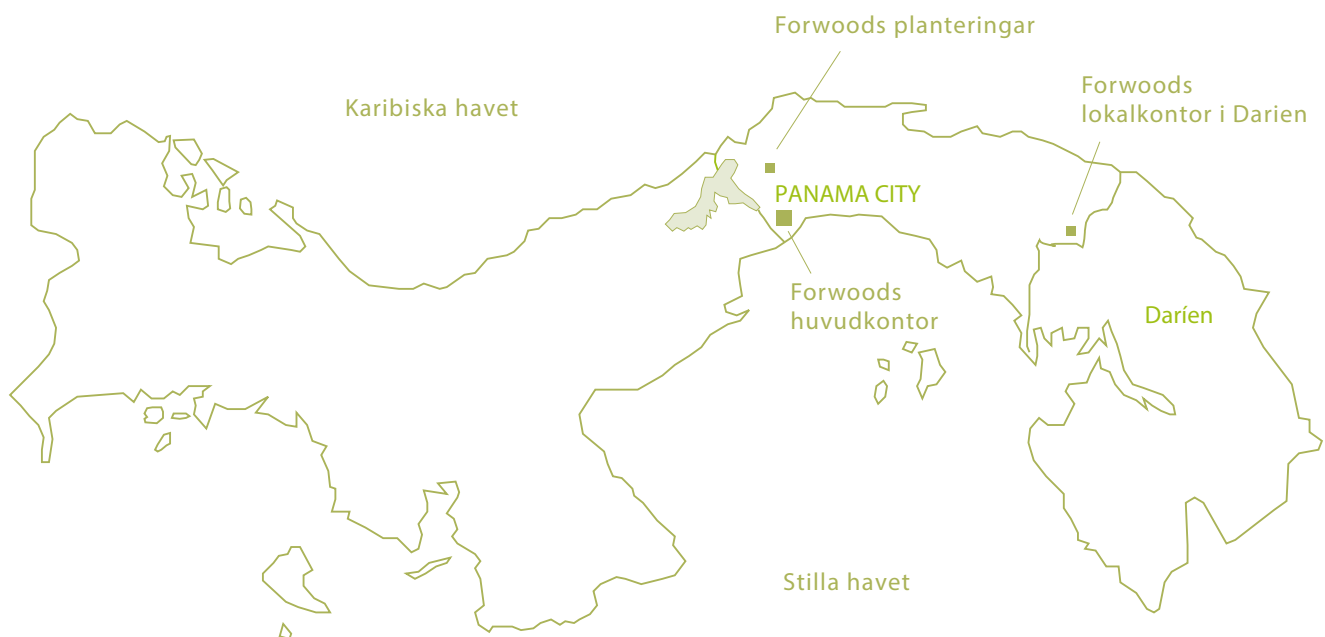 Forwoods planteringar
Karibiska havet
Forwoods
lokalkontor i Darien
PANAMA CITY
Forwoods
huvudkontor
Daríen
Stilla havet